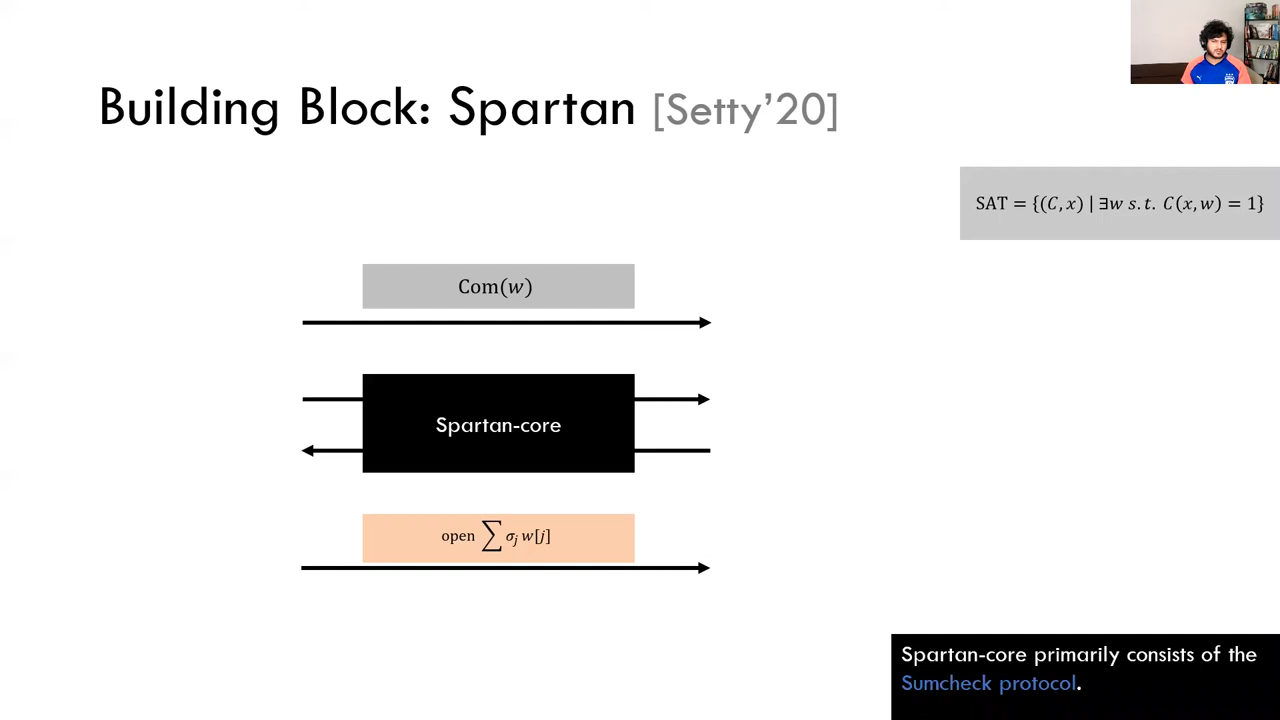 Building Block: Spartan [Setty’20]
SAT = {(C, x) | ∃w s.t. C(x, w) = 1}
Com(w)
Spartan-core
open ∑ σⱼ w[j]
Spartan-core primarily consists of the
Sumcheck protocol.